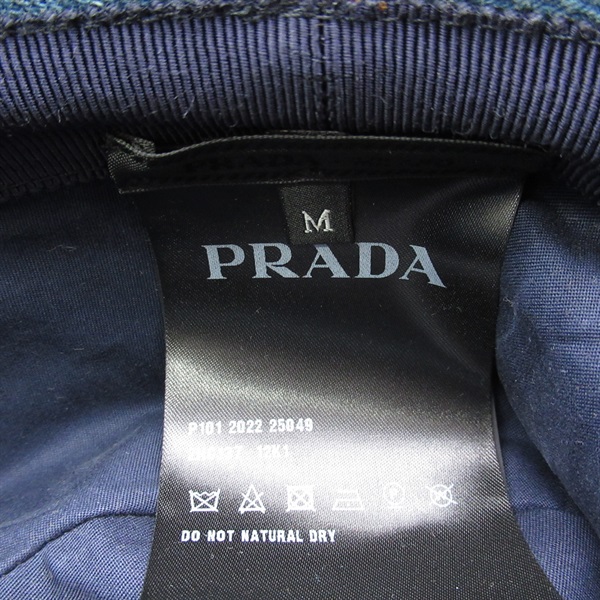 M
PRADA
P101 2022 25049
DO NOT NATURAL DRY